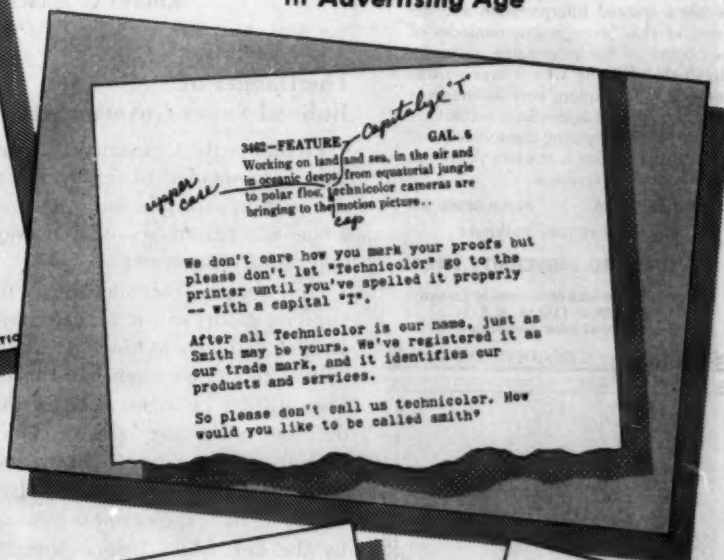 in Advertising Age
Capitalize "T"
3462—FEATURE GAL. 6
Working on land and sea, in the air and
in oceanic deeps, from equatorial jungle
to polar floe, technicolor cameras are
bringing to the motion picture..
upper
case
cap
We don't care how you mark your proofs but
please don't let "Technicolor" go to the
printer until you've spelled it properly
-- with a capital "T".
After all Technicolor is our name, just as
Smith may be yours. We've registered it as
our trade mark, and it identifies our
products and services.
So please don't call us technicolor. How
would you like to be called smith?